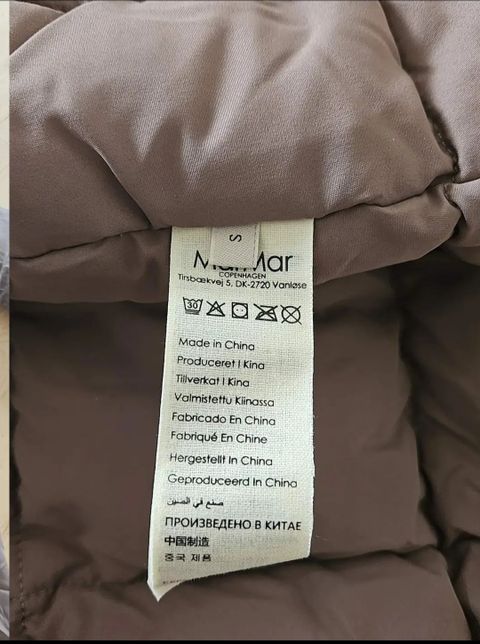 S
MarMar
COPENHAGEN
Tirsbækvej 5, DK-2720 Vanløse
30
Made in China
Produceret I Kina
Tillverkat I Kina
Valmistettu Kiinassa
Fabricado En China
Fabriqué En Chine
Hergestellt In China
Geproduceerd In China
صنع في الصين
ПРОИЗВЕДЕНО В КИТАЕ
中国制造
중국 제품